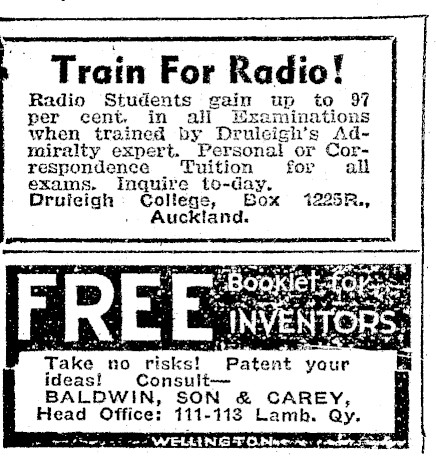 Train For Radio!
Radio Students gain up to 97
per cent. in all Examinations
when trained by Druleigh's Ad-
miralty expert. Personal or Cor-
respondence Tuition for all
exams. Inquire to-day.
Druleigh College, Box 1225R.,
Auckland.
FREE Booklet for
INVENTORS
Take no risks! Patent your
ideas! Consult—
BALDWIN, SON & CAREY,
Head Office: 111-113 Lamb. Qy.
WELLINGTON